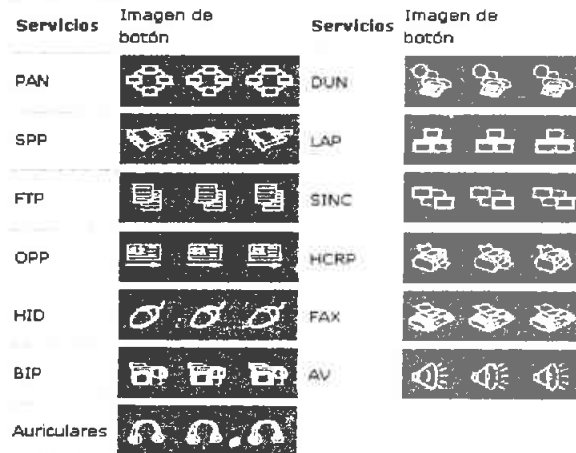 Servicios
Imagen de
botón
Servicios
Imagen de
botón
PAN
DUN
SPP
LAP
FTP
SINC
OPP
HCRP
HID
FAX
BIP
AV
Auriculares